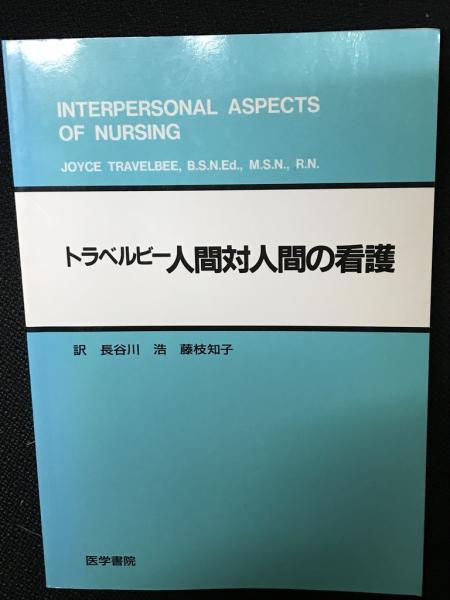 INTERPERSONAL ASPECTS
OF NURSING
JOYCE TRAVELBEE, B.S.N.Ed., M.S.N., R.N.
トラベルビー人間対人間の看護
訳 長谷川 浩 藤枝知子
医学書院